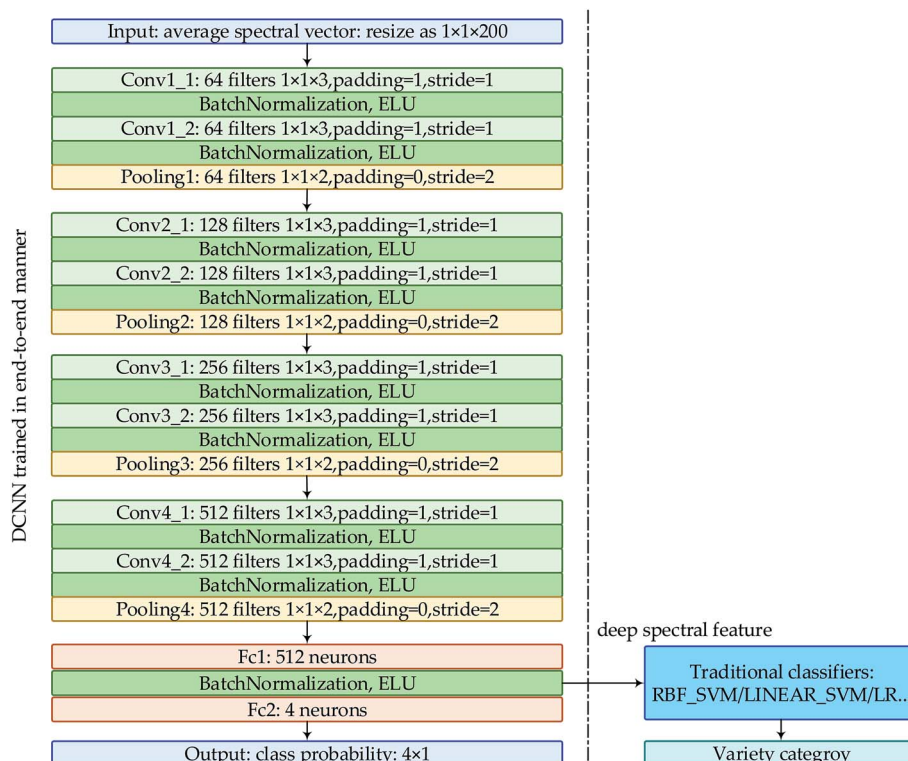 Input: average spectral vector: resize as 1×1×200
Conv1_1: 64 filters 1×1×3,padding=1,stride=1
BatchNormalization, ELU
Conv1_2: 64 filters 1×1×3,padding=1,stride=1
BatchNormalization, ELU
Pooling1: 64 filters 1×1×2,padding=0,stride=2
Conv2_1: 128 filters 1×1×3,padding=1,stride=1
BatchNormalization, ELU
Conv2_2: 128 filters 1×1×3,padding=1,stride=1
BatchNormalization, ELU
Pooling2: 128 filters 1×1×2,padding=0,stride=2
Conv3_1: 256 filters 1×1×3,padding=1,stride=1
BatchNormalization, ELU
Conv3_2: 256 filters 1×1×3,padding=1,stride=1
BatchNormalization, ELU
Pooling3: 256 filters 1×1×2,padding=0,stride=2
Conv4_1: 512 filters 1×1×3,padding=1,stride=1
BatchNormalization, ELU
Conv4_2: 512 filters 1×1×3,padding=1,stride=1
BatchNormalization, ELU
Pooling4: 512 filters 1×1×2,padding=0,stride=2
Fc1: 512 neurons
BatchNormalization, ELU
Fc2: 4 neurons
Output: class probability: 4×1
DCNN trained in end-to-end manner
deep spectral feature
Traditional classifiers:
RBF_SVM/LINEAR_SVM/LR...
Variety categroy